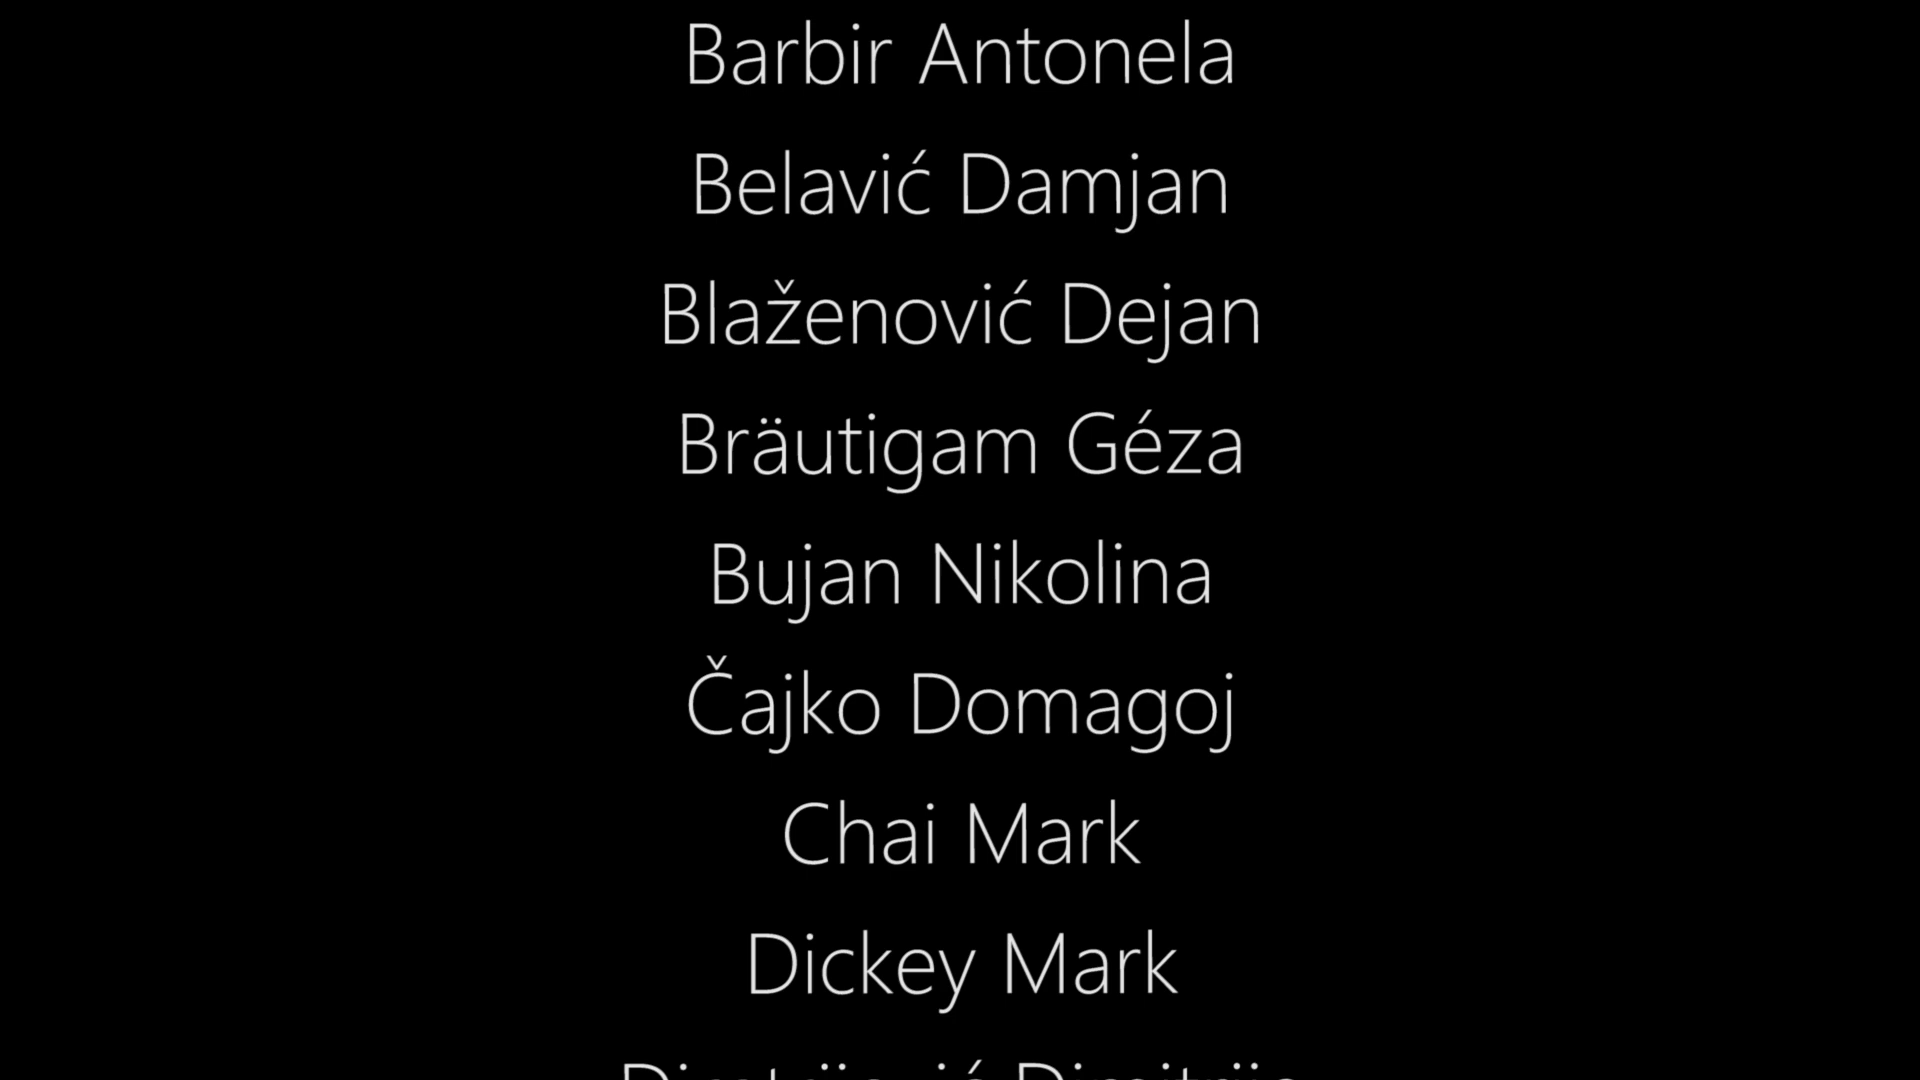 Barbir Antonela
Belavić Damjan
Blaženović Dejan
Bräutigam Géza
Bujan Nikolina
Čajko Domagoj
Chai Mark
Dickey Mark